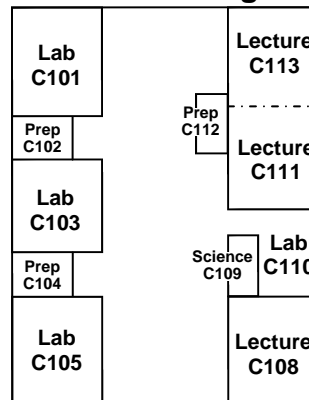 Lab
C101
Prep
C102
Lab
C103
Prep
C104
Lab
C105
Lecture
C113
Prep
C112
Lecture
C111
Science
C109
Lab
C110
Lecture
C108